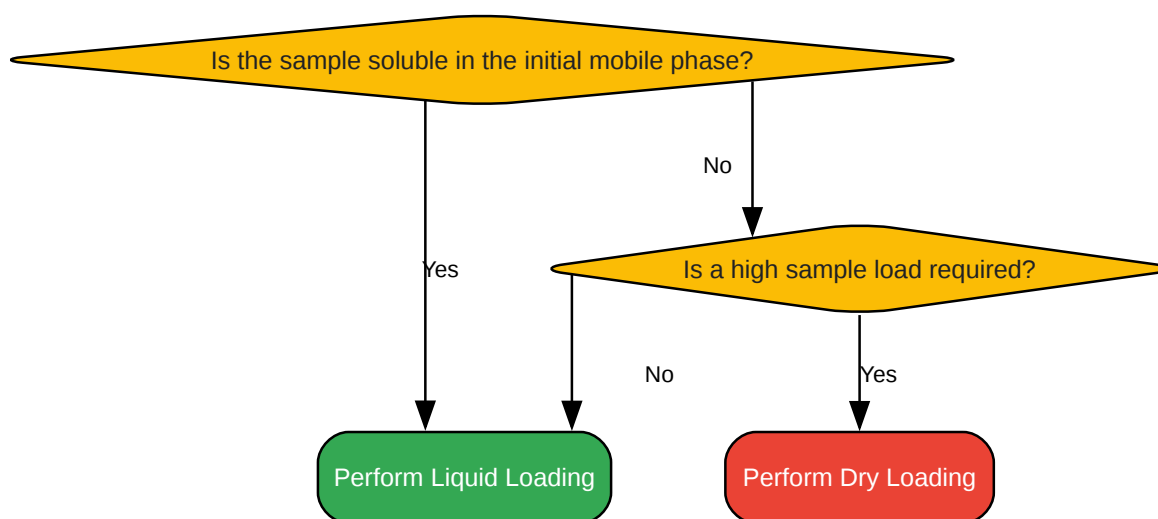 Is the sample soluble in the initial mobile phase?
No
Yes
Is a high sample load required?
No
Yes
Perform Liquid Loading
Perform Dry Loading